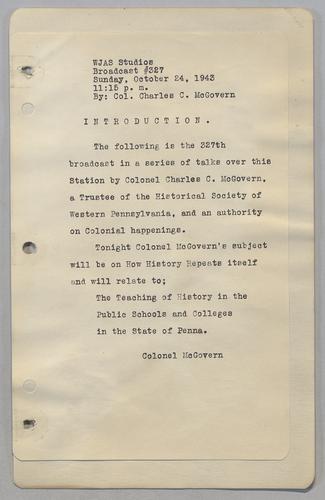 WJAS Studios
Broadcast #327
Sunday, October 24, 1943
11:15 p. m.
By: Col. Charles C. McGovern
I N T R O D U C T I O N .
The following is the 327th
broadcast in a series of talks over this
Station by Colonel Charles C. McGovern,
a Trustee of the Historical Society of
Western Pennsylvania, and an authority
on Colonial happenings.
Tonight Colonel McGovern's subject
will be on How History Repeats itself
and will relate to;
The Teaching of History in the
Public Schools and Colleges
in the State of Penna.
Colonel McGovern